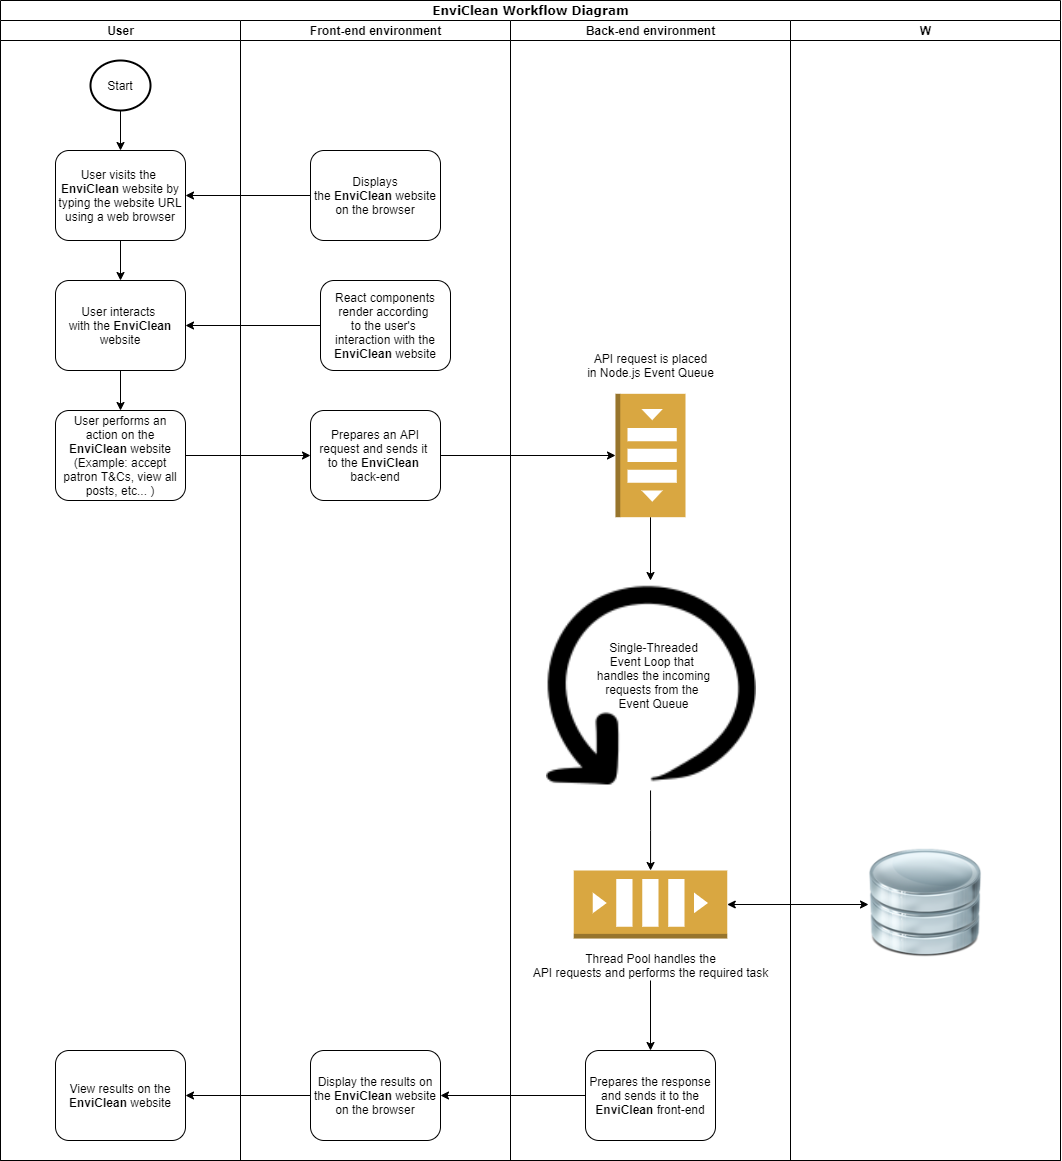 EnviClean Workflow Diagram
User
Front-end environment
Back-end environment
W
Start
User visits the
EnviClean website by
typing the website URL
using a web browser
Displays
the EnviClean website
on the browser
User interacts
with the EnviClean
website
React components
render according
to the user's
interaction with the
EnviClean website
User performs an
action on the
EnviClean website
(Example: accept
patron T&Cs, view all
posts, etc... )
Prepares an API
request and sends it
to the EnviClean
back-end
API request is placed
in Node.js Event Queue
Single-Threaded
Event Loop that
handles the incoming
requests from the
Event Queue
Thread Pool handles the
API requests and performs the required task
Prepares the response
and sends it to the
EnviClean front-end
Display the results on
the EnviClean website
on the browser
View results on the
EnviClean website